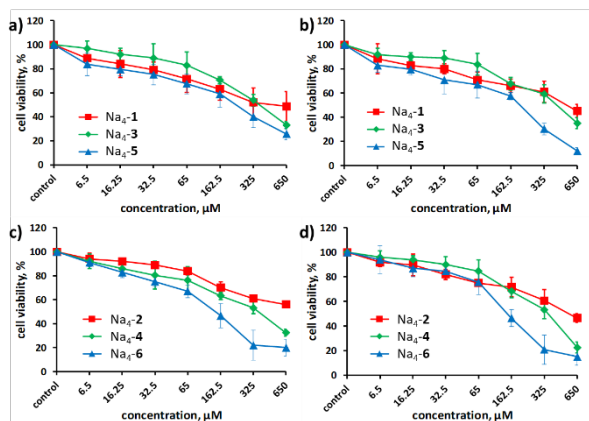 a)
cell viability, %
120
100
80
60
40
20
0
Na4-1
Na4-3
Na4-5
control
6.5
16.25
32.5
65
162.5
325
650
concentration, µM
b)
cell viability, %
120
100
80
60
40
20
0
Na4-1
Na4-3
Na4-5
control
6.5
16.25
32.5
65
162.5
325
650
concentration, µM
c)
cell viability, %
120
100
80
60
40
20
0
Na4-2
Na4-4
Na4-6
control
6.5
16.25
32.5
65
162.5
325
650
concentration, µM
d)
cell viability, %
120
100
80
60
40
20
0
Na4-2
Na4-4
Na4-6
control
6.5
16.25
32.5
65
162.5
325
650
concentration, µM